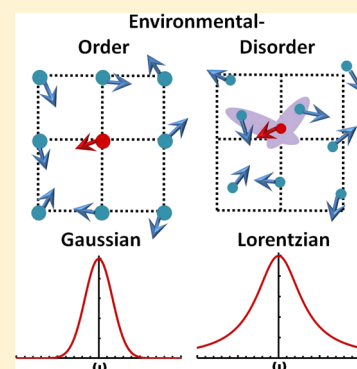 Environmental-
Order Disorder
Gaussian Lorentzian
ω ω